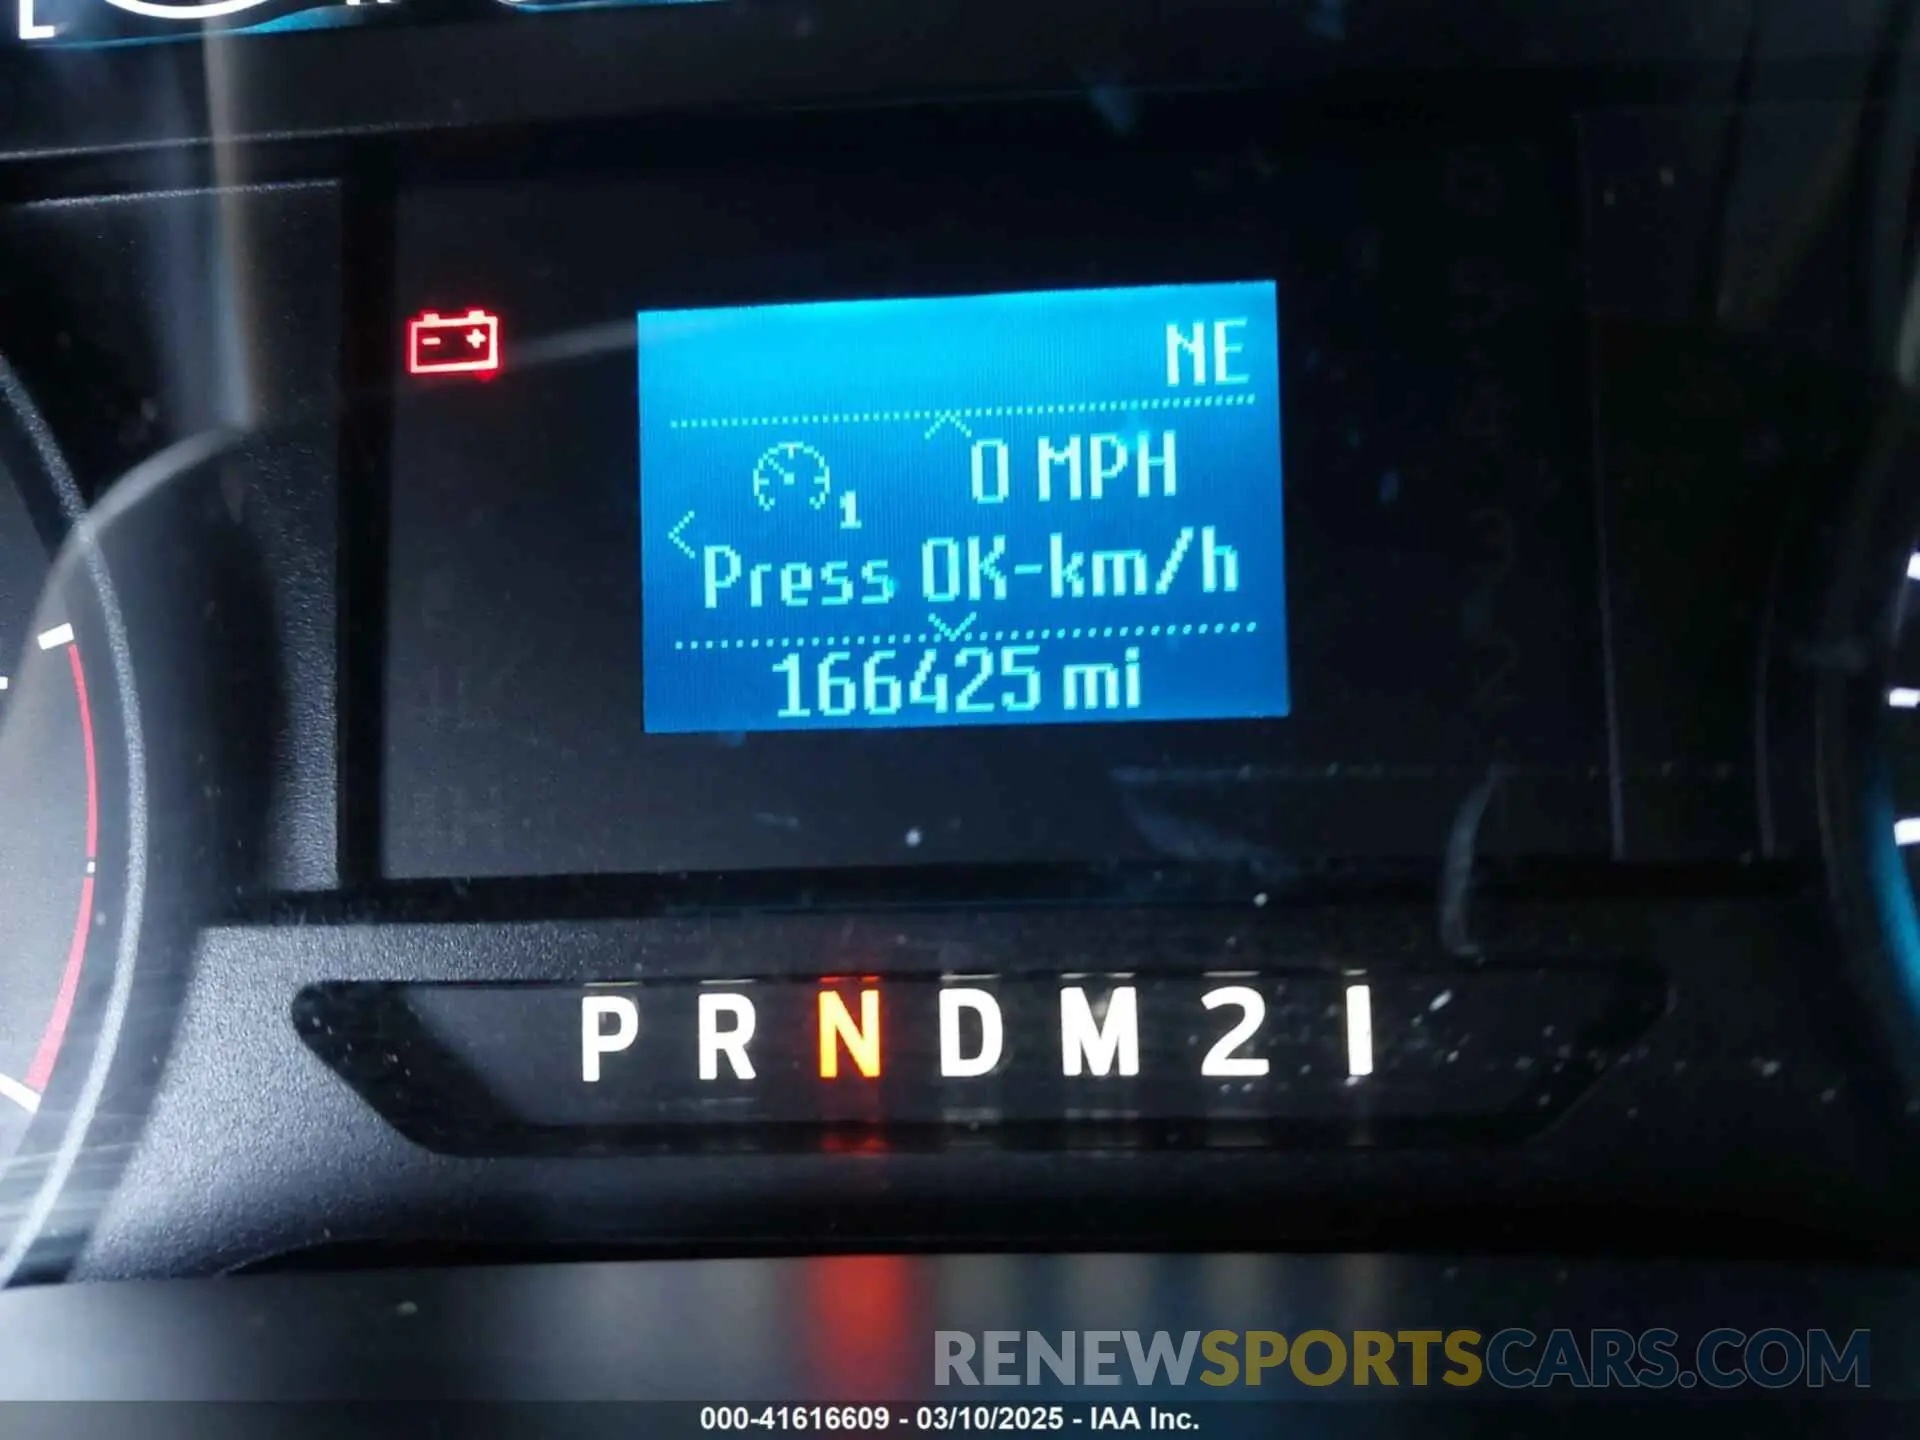 L
NE
0 MPH
1
Press OK-km/h
166425 mi
P R N D M 2 1
RENEWSPORTSCARS.COM
000-41616609 - 03/10/2025 - IAA Inc.